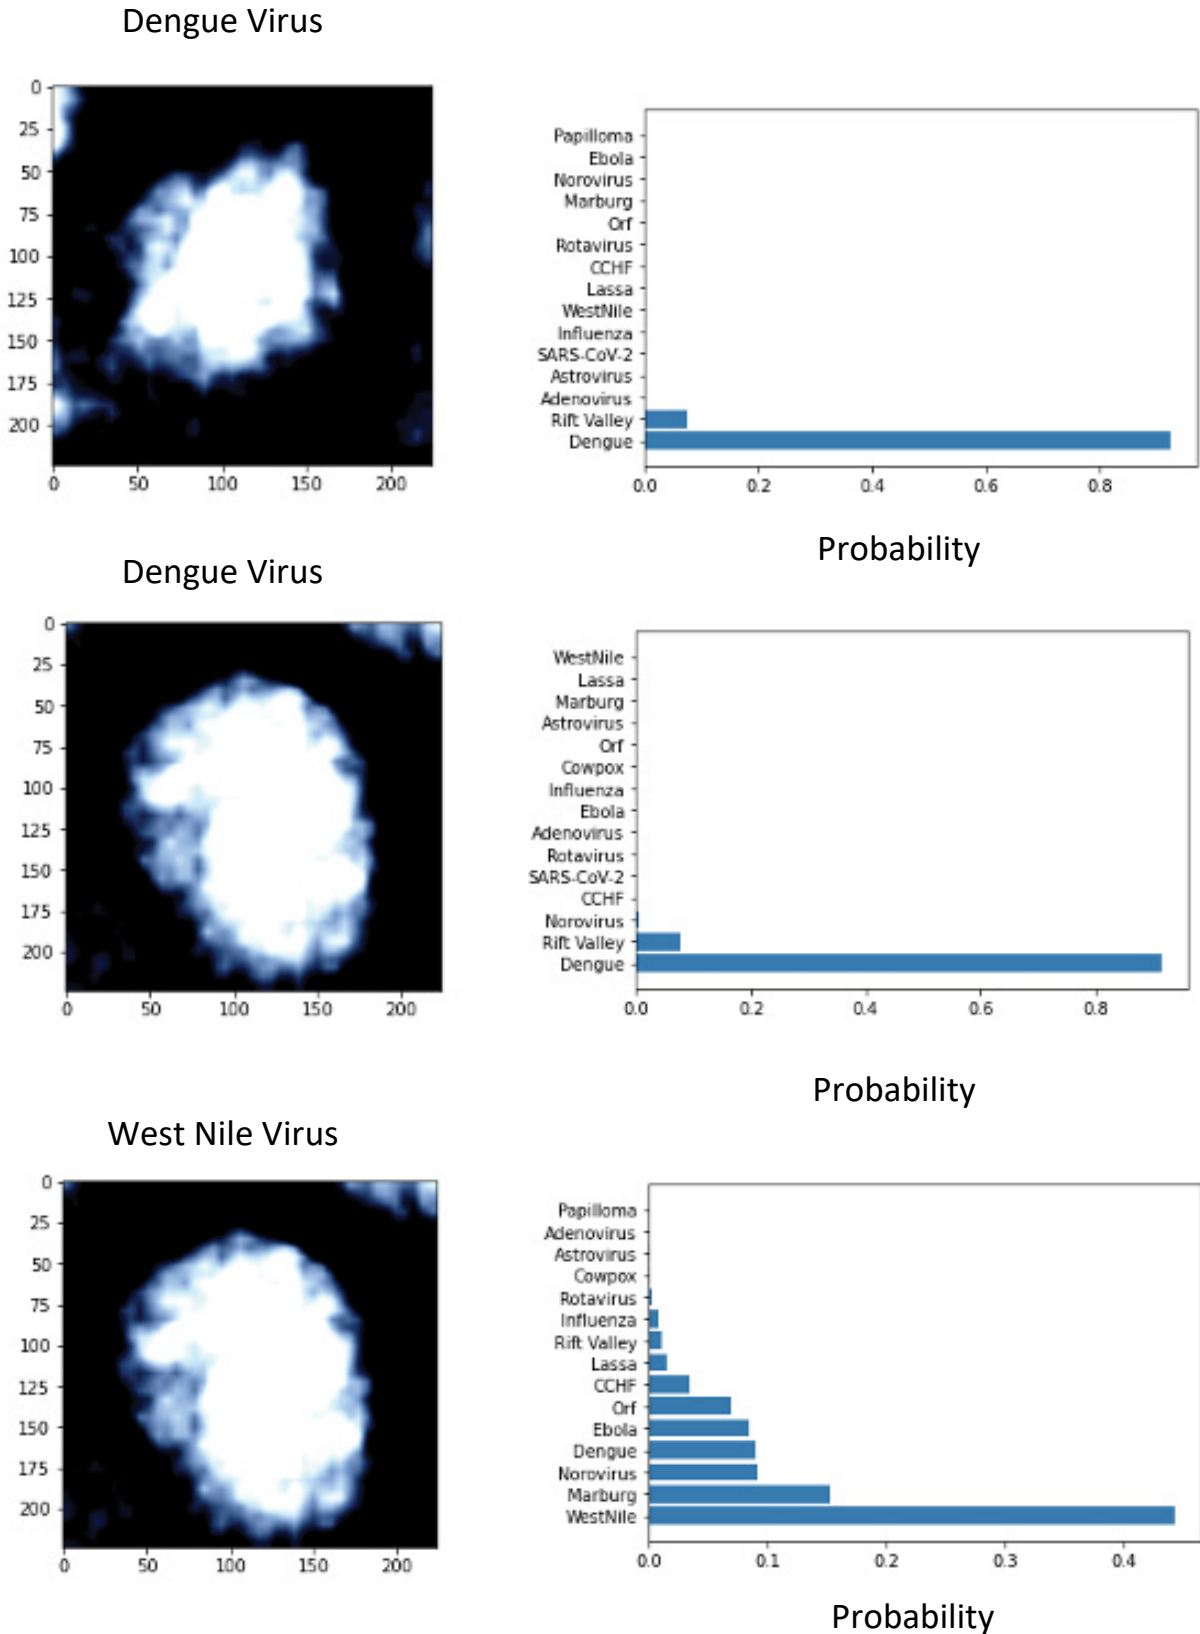 Dengue Virus
0
25
50
75
100
125
150
175
200
0 50 100 150 200
Papilloma
Ebola
Norovirus
Marburg
Orf
Rotavirus
CCHF
Lassa
WestNile
Influenza
SARS-CoV-2
Astrovirus
Adenovirus
Rift Valley
Dengue
0.0 0.2 0.4 0.6 0.8
Probability
Dengue Virus
0
25
50
75
100
125
150
175
200
0 50 100 150 200
WestNile
Lassa
Marburg
Astrovirus
Orf
Cowpox
Influenza
Ebola
Adenovirus
Rotavirus
SARS-CoV-2
CCHF
Norovirus
Rift Valley
Dengue
0.0 0.2 0.4 0.6 0.8
Probability
West Nile Virus
0
25
50
75
100
125
150
175
200
0 50 100 150 200
Papilloma
Adenovirus
Astrovirus
Cowpox
Rotavirus
Influenza
Rift Valley
Lassa
CCHF
Orf
Ebola
Dengue
Norovirus
Marburg
WestNile
0.0 0.1 0.2 0.3 0.4
Probability